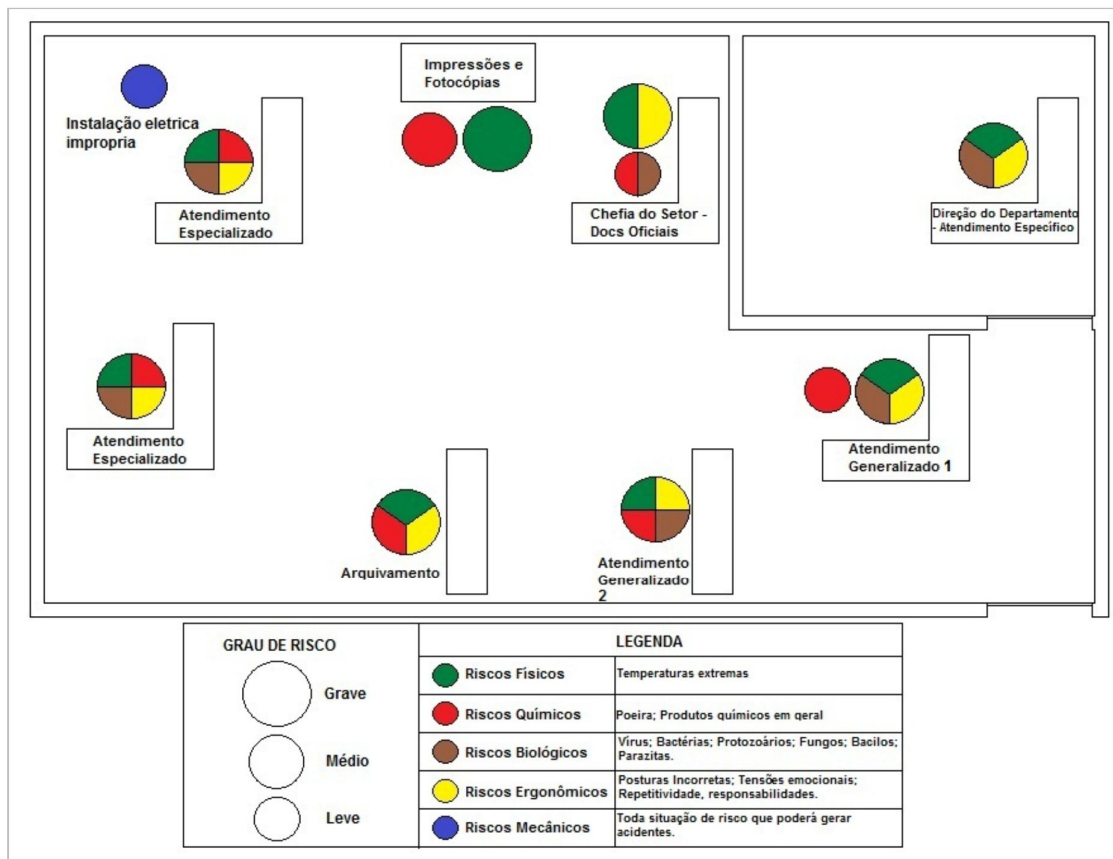 Impressões e
Fotocópias
Instalação eletrica
impropria
Atendimento
Especializado
Chefia do Setor -
Docs Oficiais
Direção do Departamento
- Atendimento Específico
Atendimento
Especializado
Atendimento
Generalizado 1
Arquivamento
Atendimento
Generalizado
2
GRAU DE RISCO
Grave
Médio
Leve
LEGENDA
Riscos Físicos
Temperaturas extremas
Riscos Químicos
Poeira; Produtos químicos em geral
Riscos Biológicos
Vírus; Bactérias; Protozoários; Fungos; Bacilos;
Parazitas.
Riscos Ergonômicos
Posturas Incorretas; Tensões emocionais;
Repetitividade, responsabilidades.
Riscos Mecânicos
Toda situação de risco que poderá gerar
acidentes.